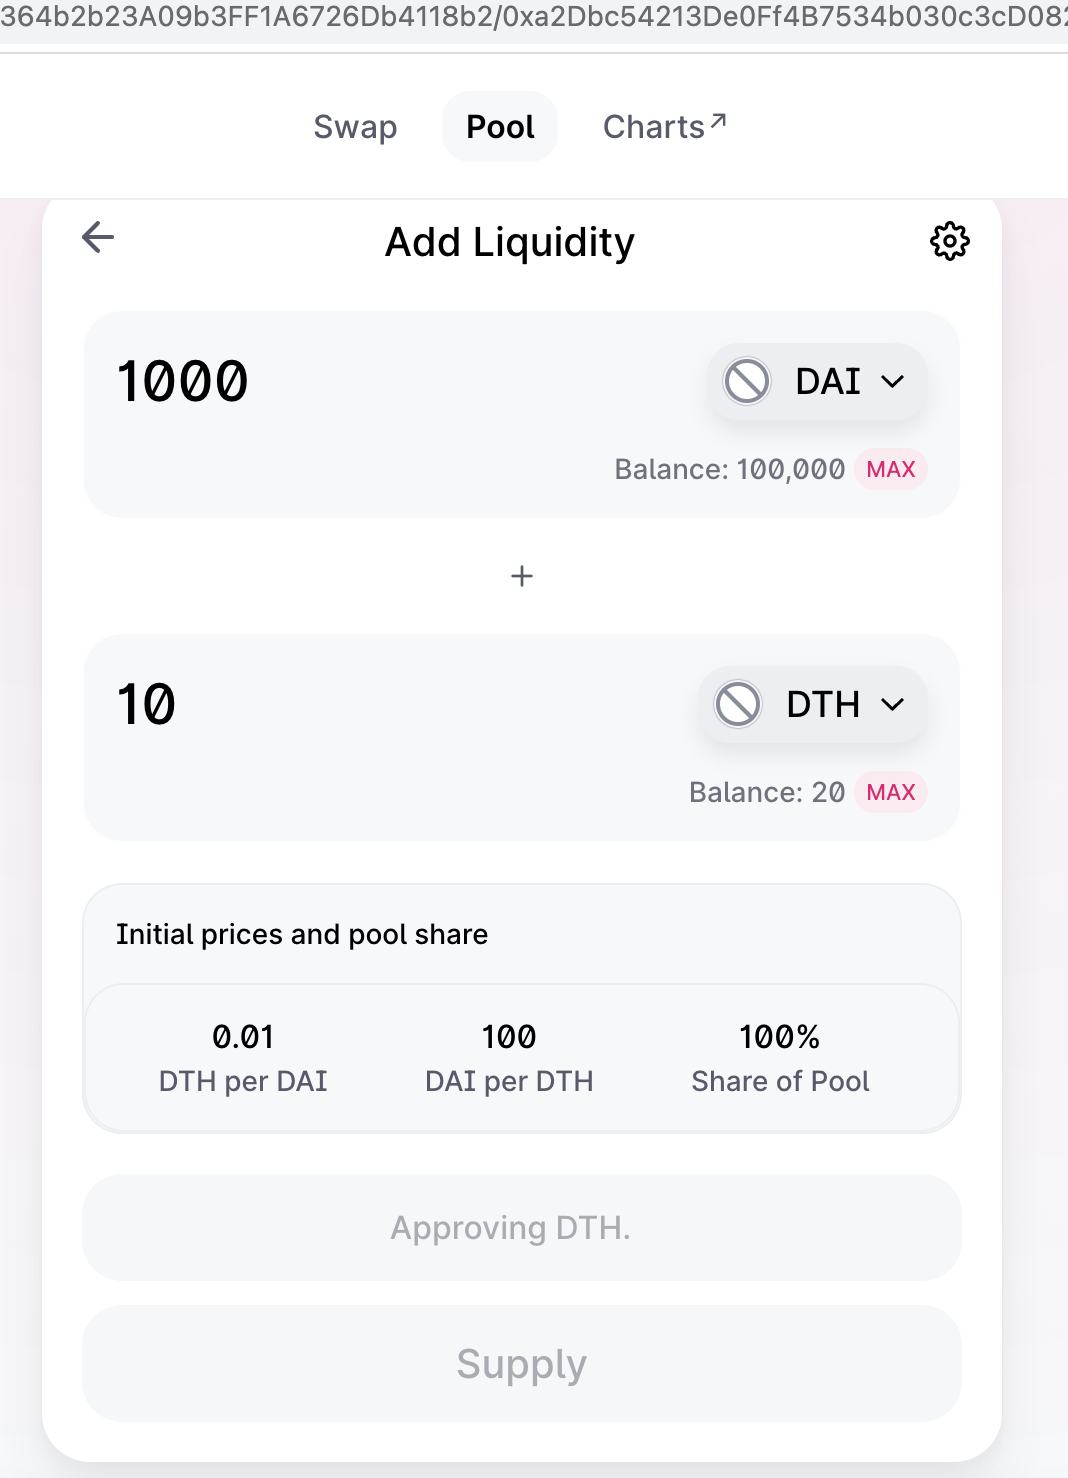 364b2b23A09b3FF1A6726Db4118b2/0xa2Dbc54213De0Ff4B7534b030c3cD082
Swap Pool Charts↗
← Add Liquidity
1000 DAI
Balance: 100,000 MAX
+
10 DTH
Balance: 20 MAX
Initial prices and pool share
0.01 100 100%
DTH per DAI DAI per DTH Share of Pool
Approving DTH.
Supply